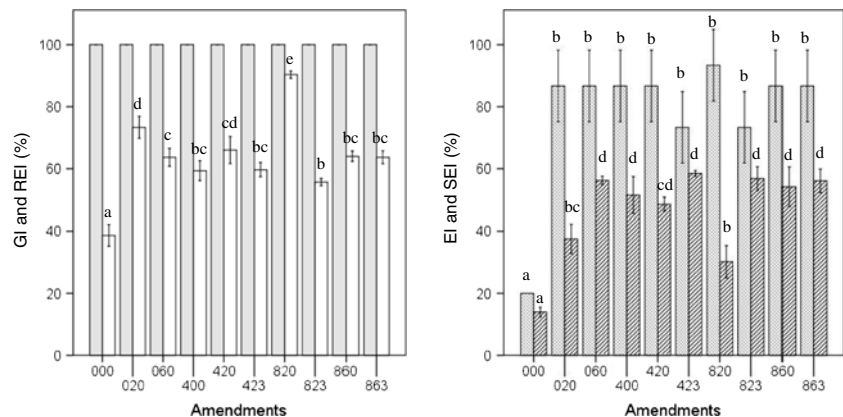 100
80
60
40
20
0
GI and REI (%)
a
d
c
bc
cd
bc
e
b
bc
bc
000 060 420 820 860
020 400 423 823 863
Amendments
100
80
60
40
20
0
EI and SEI (%)
a a
b bc
b d
b d
b cd
b d
b b
b d
b d
b d
000 060 420 820 860
020 400 423 823 863
Amendments